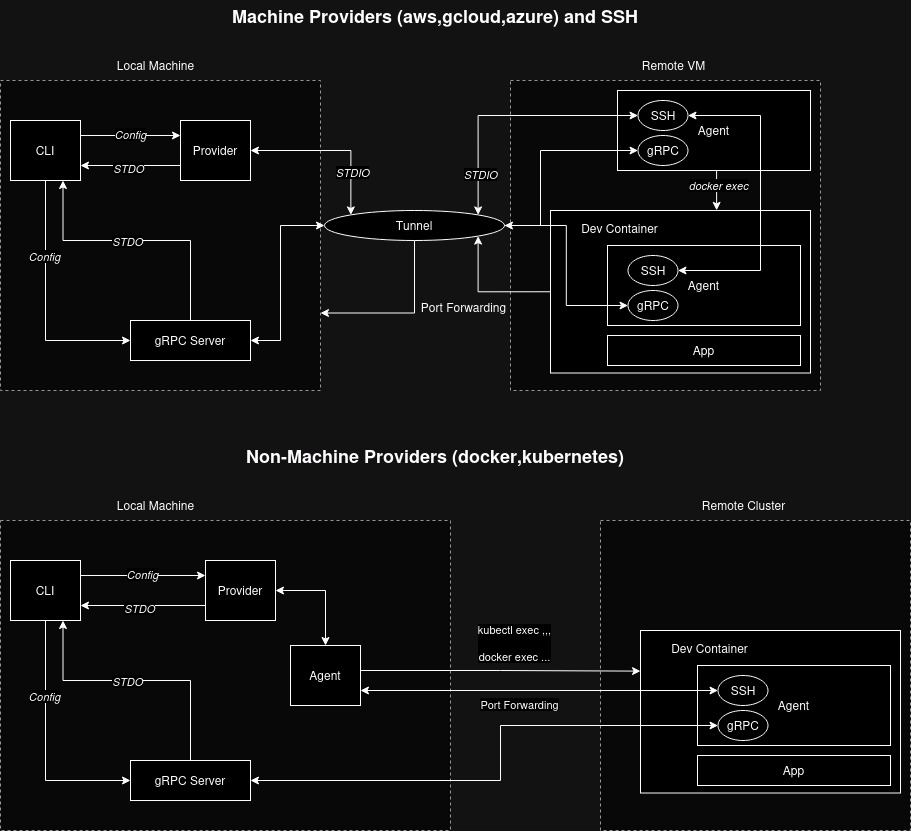 Machine Providers (aws,gcloud,azure) and SSH
Local Machine
Remote VM
CLI
Config
STDO
Provider
STDIO
STDIO
SSH
Agent
gRPC
docker exec
Tunnel
Dev Container
STDO
Config
SSH
Agent
gRPC
Port Forwarding
gRPC Server
App
Non-Machine Providers (docker,kubernetes)
Local Machine
Remote Cluster
CLI
Config
STDO
Provider
kubectl exec ,,,
docker exec ...
Dev Container
Agent
STDO
Config
SSH
Agent
gRPC
Port Forwarding
gRPC Server
App